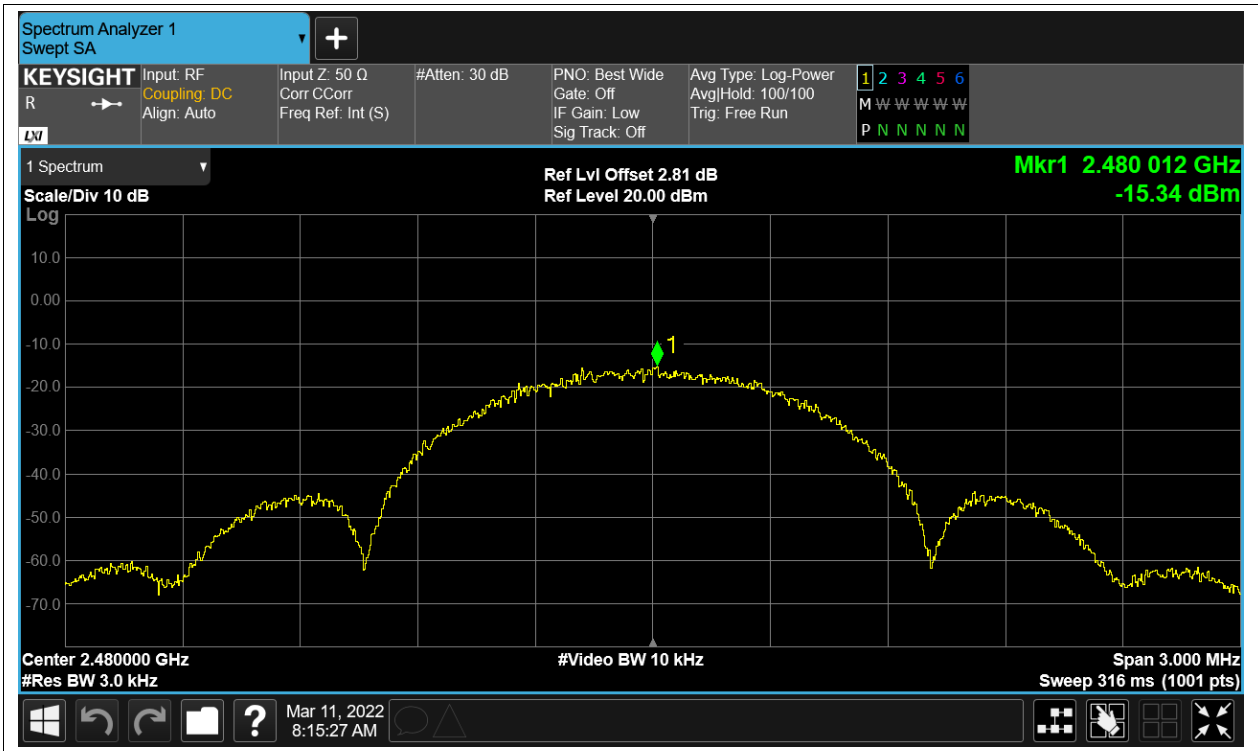 Spectrum Analyzer 1
Swept SA
KEYSIGHT
R
LXI
Input: RF
Coupling: DC
Align: Auto
Input Z: 50 Ω
Corr CCorr
Freq Ref: Int (S)
#Atten: 30 dB
PNO: Best Wide
Gate: Off
IF Gain: Low
Sig Track: Off
Avg Type: Log-Power
Avg|Hold: 100/100
Trig: Free Run
1 2 3 4 5 6
M W W W W W W
P N N N N N
1 Spectrum
Scale/Div 10 dB
Log
Ref Lvl Offset 2.81 dB
Ref Level 20.00 dBm
Mkr1 2.480 012 GHz
-15.34 dBm
10.0
0.00
-10.0
1
-20.0
-30.0
-40.0
-50.0
-60.0
-70.0
Center 2.480000 GHz
#Video BW 10 kHz
Span 3.000 MHz
#Res BW 3.0 kHz
Sweep 316 ms (1001 pts)
?
Mar 11, 2022
8:15:27 AM